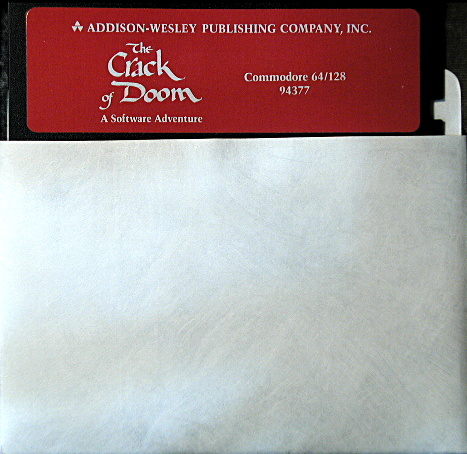 ADDISON-WESLEY PUBLISHING COMPANY, INC.
The
Crack
of Doom
A Software Adventure
Commodore 64/128
94377